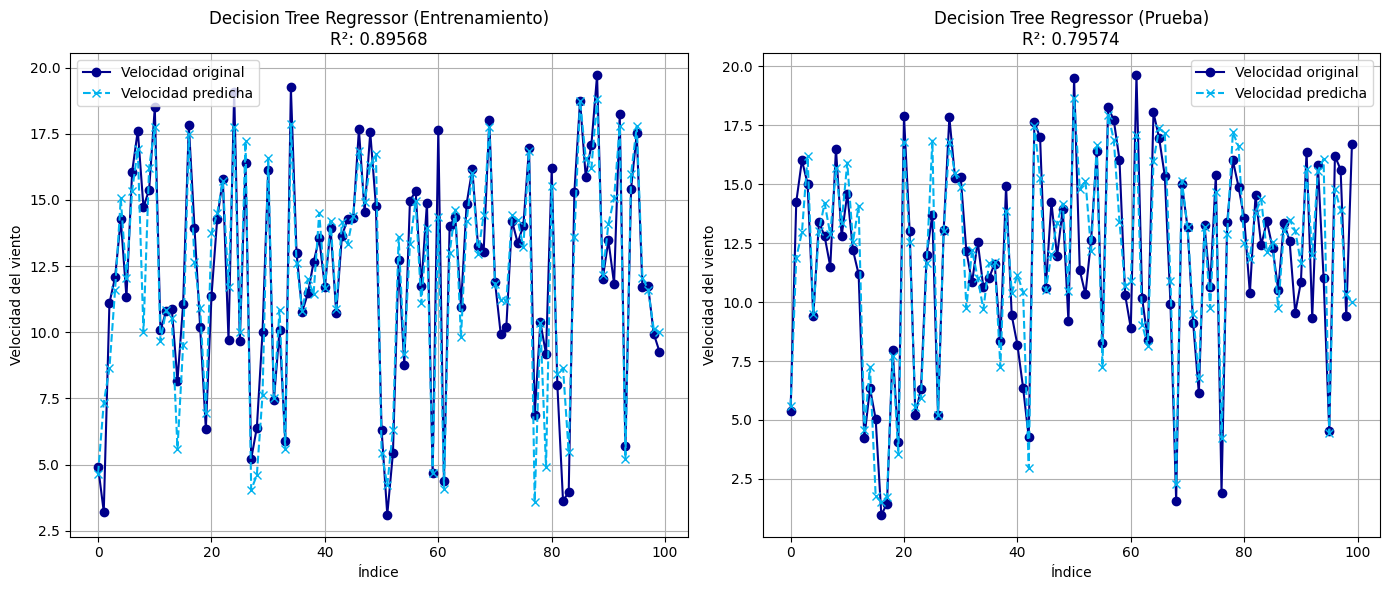 Decision Tree Regressor (Entrenamiento)
R²: 0.89568
Velocidad original
Velocidad predicha
Velocidad del viento
20.0
17.5
15.0
12.5
10.0
7.5
5.0
2.5
0
20
40
60
80
100
Índice
Decision Tree Regressor (Prueba)
R²: 0.79574
Velocidad original
Velocidad predicha
Velocidad del viento
20.0
17.5
15.0
12.5
10.0
7.5
5.0
2.5
0
20
40
60
80
100
Índice